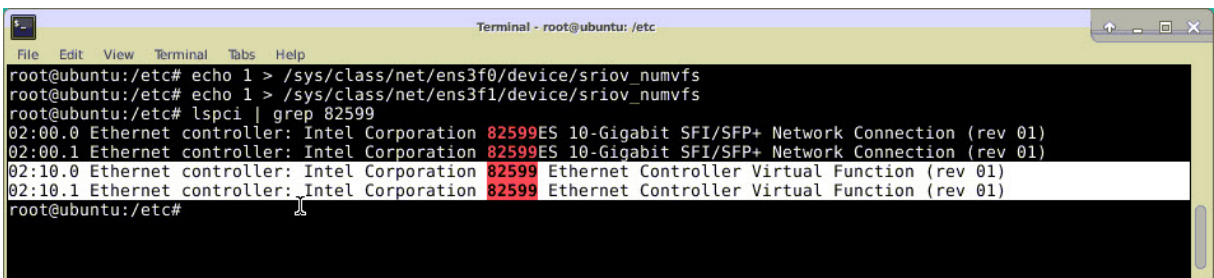 Terminal - root@ubuntu: /etc
File Edit View Terminal Tabs Help
root@ubuntu:/etc# echo 1 > /sys/class/net/ens3f0/device/sriov_numvfs
root@ubuntu:/etc# echo 1 > /sys/class/net/ens3f1/device/sriov_numvfs
root@ubuntu:/etc# lspci | grep 82599
02:00.0 Ethernet controller: Intel Corporation 82599ES 10-Gigabit SFI/SFP+ Network Connection (rev 01)
02:00.1 Ethernet controller: Intel Corporation 82599ES 10-Gigabit SFI/SFP+ Network Connection (rev 01)
02:10.0 Ethernet controller: Intel Corporation 82599 Ethernet Controller Virtual Function (rev 01)
02:10.1 Ethernet controller: Intel Corporation 82599 Ethernet Controller Virtual Function (rev 01)
root@ubuntu:/etc#